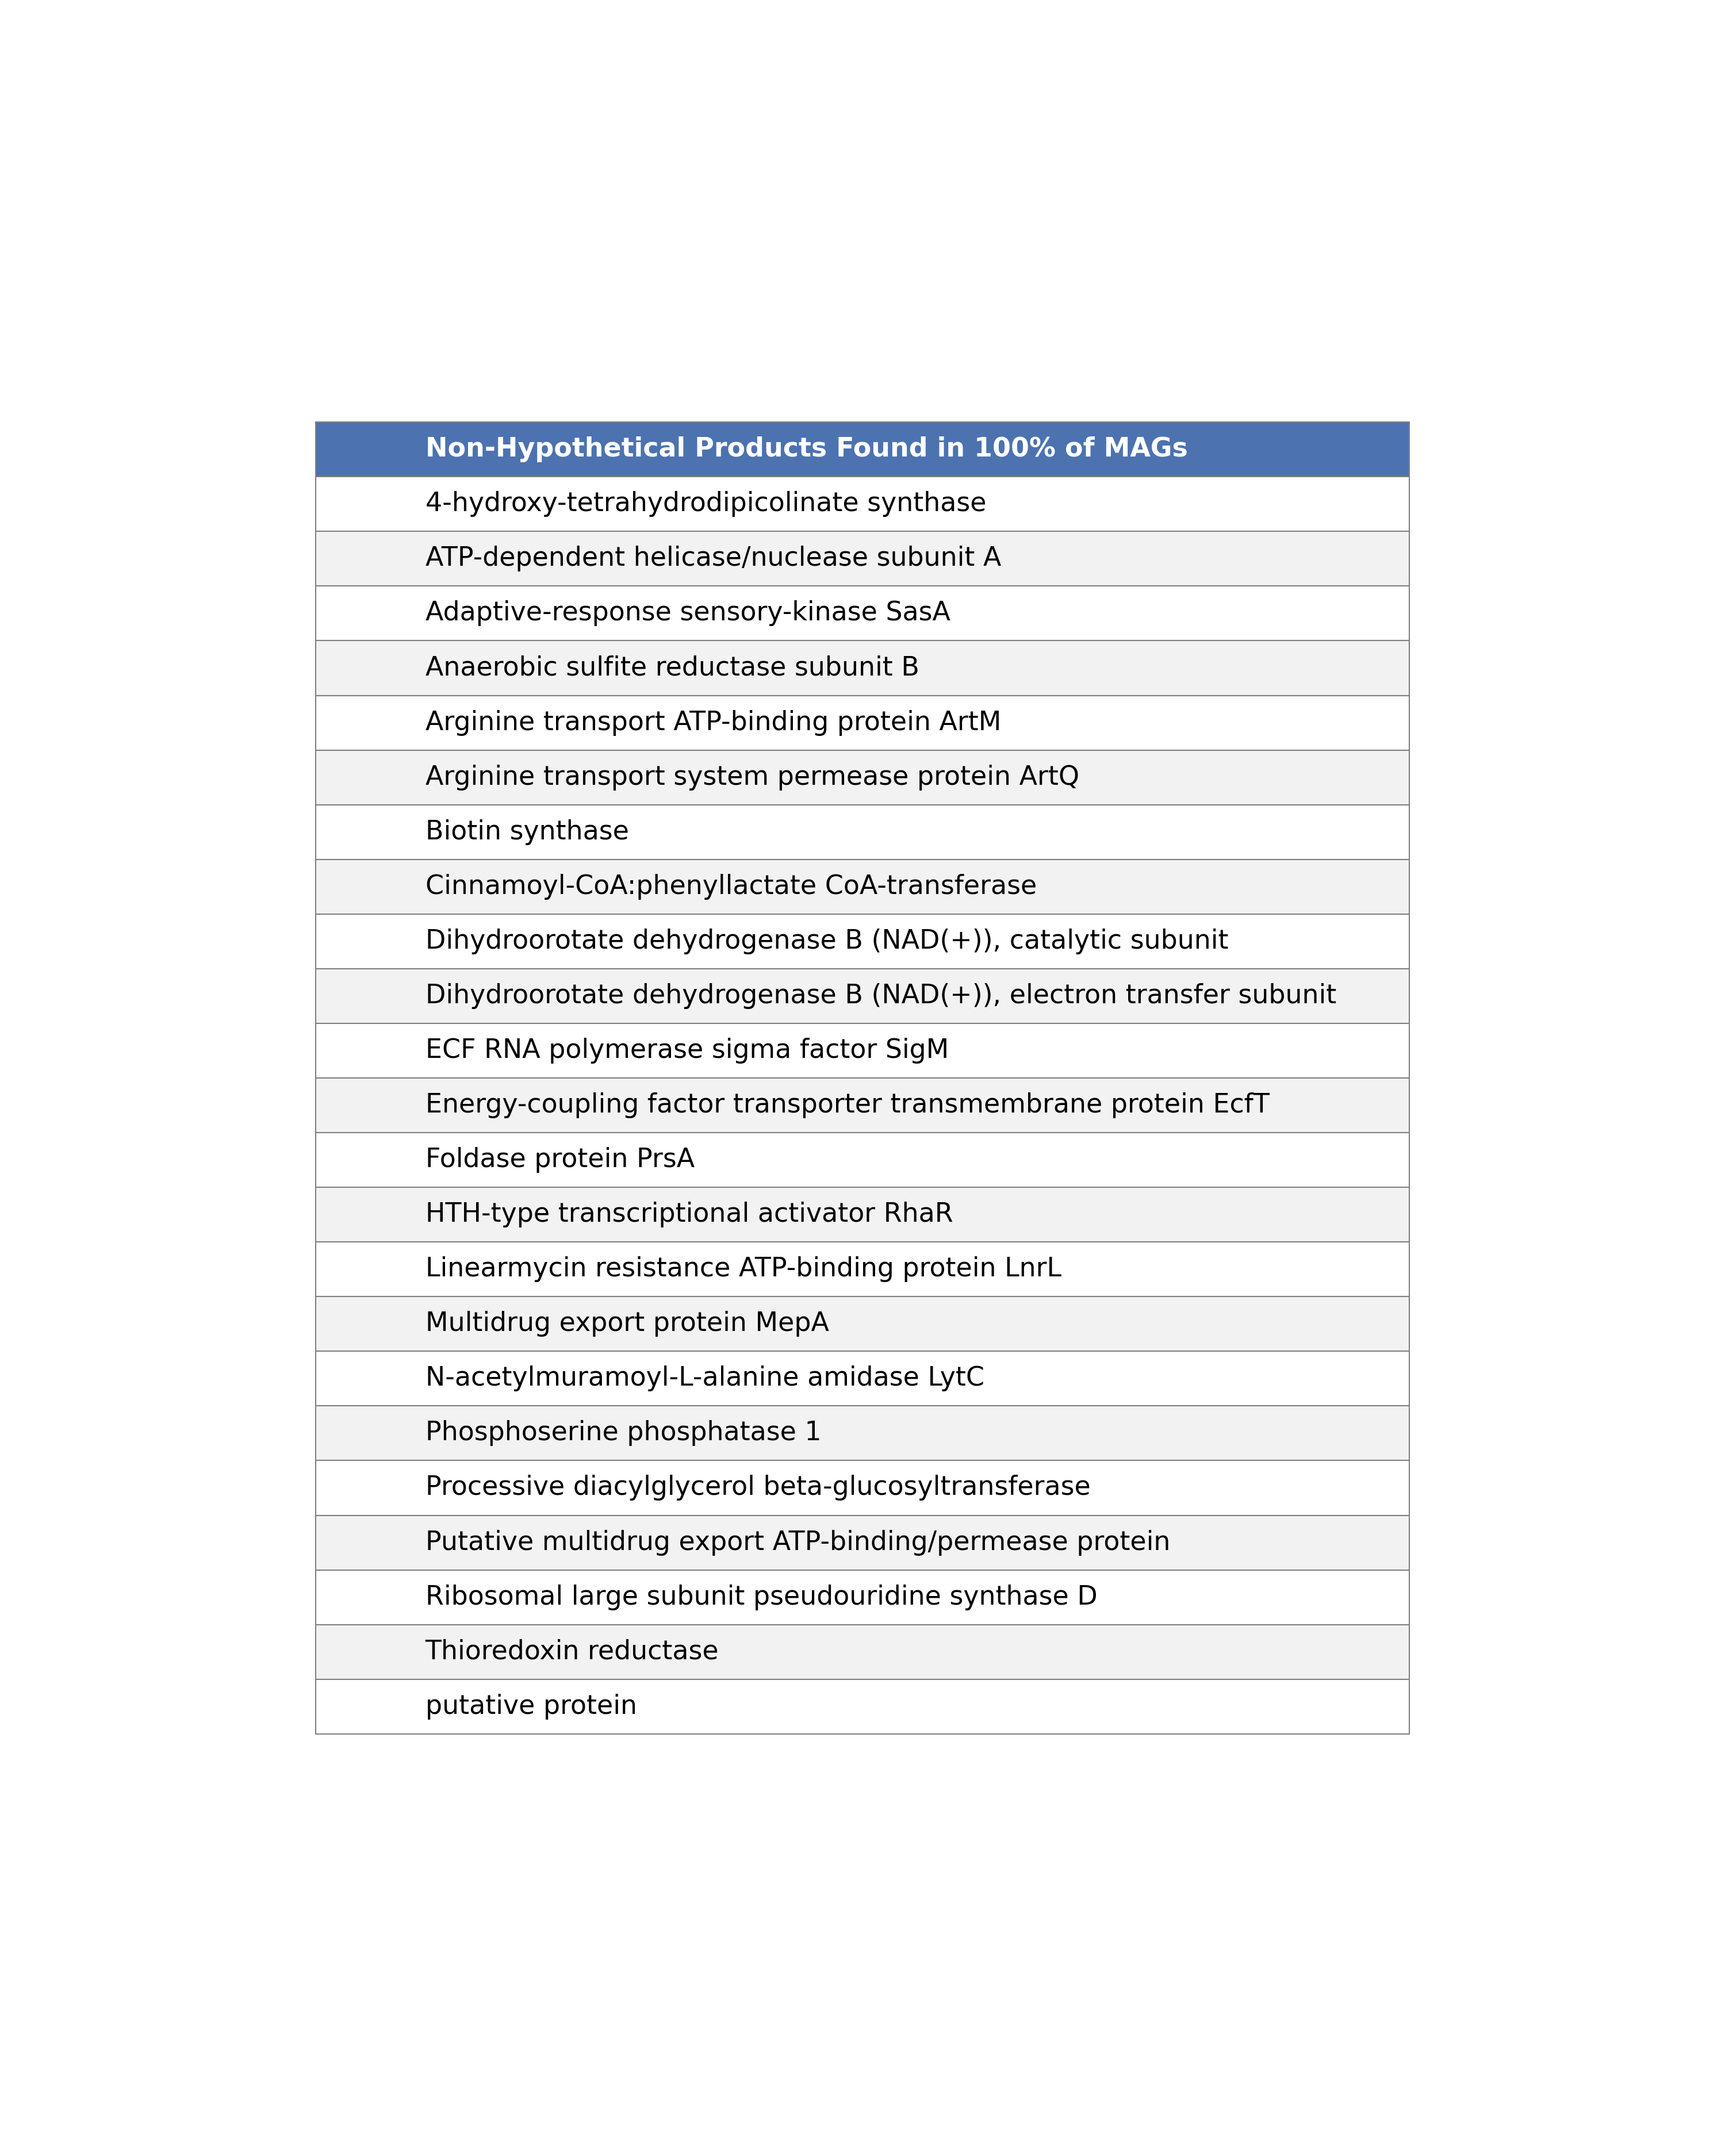 Non-Hypothetical Products Found in 100% of MAGs
4-hydroxy-tetrahydrodipicolinate synthase
ATP-dependent helicase/nuclease subunit A
Adaptive-response sensory-kinase SasA
Anaerobic sulfite reductase subunit B
Arginine transport ATP-binding protein ArtM
Arginine transport system permease protein ArtQ
Biotin synthase
Cinnamoyl-CoA:phenyllactate CoA-transferase
Dihydroorotate dehydrogenase B (NAD(+)), catalytic subunit
Dihydroorotate dehydrogenase B (NAD(+)), electron transfer subunit
ECF RNA polymerase sigma factor SigM
Energy-coupling factor transporter transmembrane protein EcfT
Foldase protein PrsA
HTH-type transcriptional activator RhaR
Linearmycin resistance ATP-binding protein LnrL
Multidrug export protein MepA
N-acetylmuramoyl-L-alanine amidase LytC
Phosphoserine phosphatase 1
Processive diacylglycerol beta-glucosyltransferase
Putative multidrug export ATP-binding/permease protein
Ribosomal large subunit pseudouridine synthase D
Thioredoxin reductase
putative protein